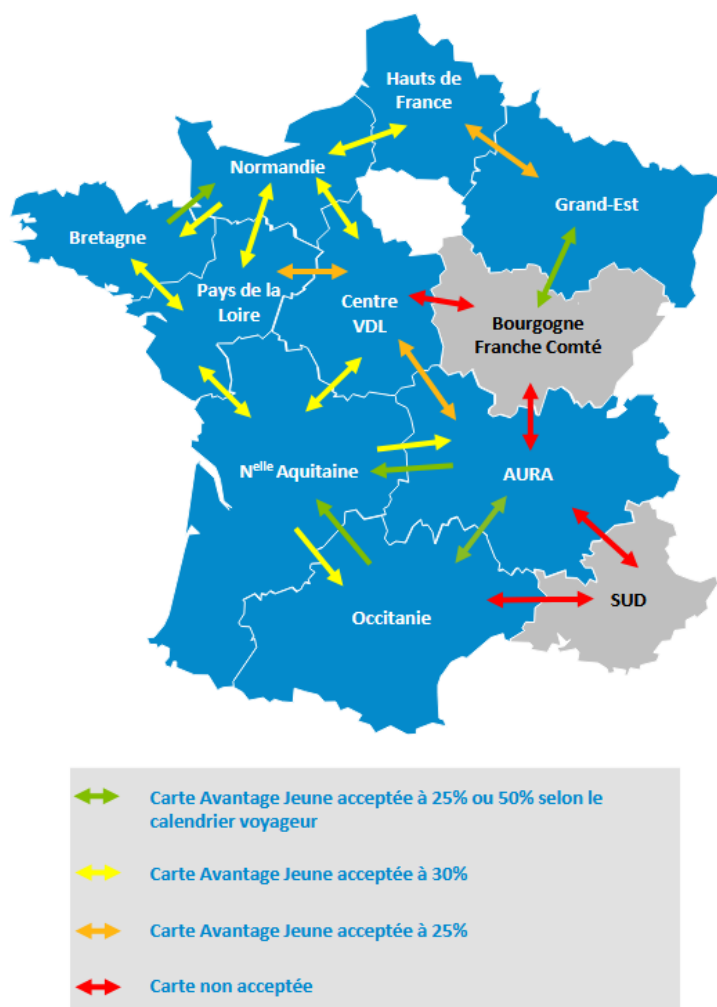 Hauts de
France
Normandie
Grand-Est
Bretagne
Pays de la
Loire
Centre
VDL
Bourgogne
Franche Comté
Nelle Aquitaine
AURA
Occitanie
SUD
Carte Avantage Jeune acceptée à 25% ou 50% selon le
calendrier voyageur
Carte Avantage Jeune acceptée à 30%
Carte Avantage Jeune acceptée à 25%
Carte non acceptée